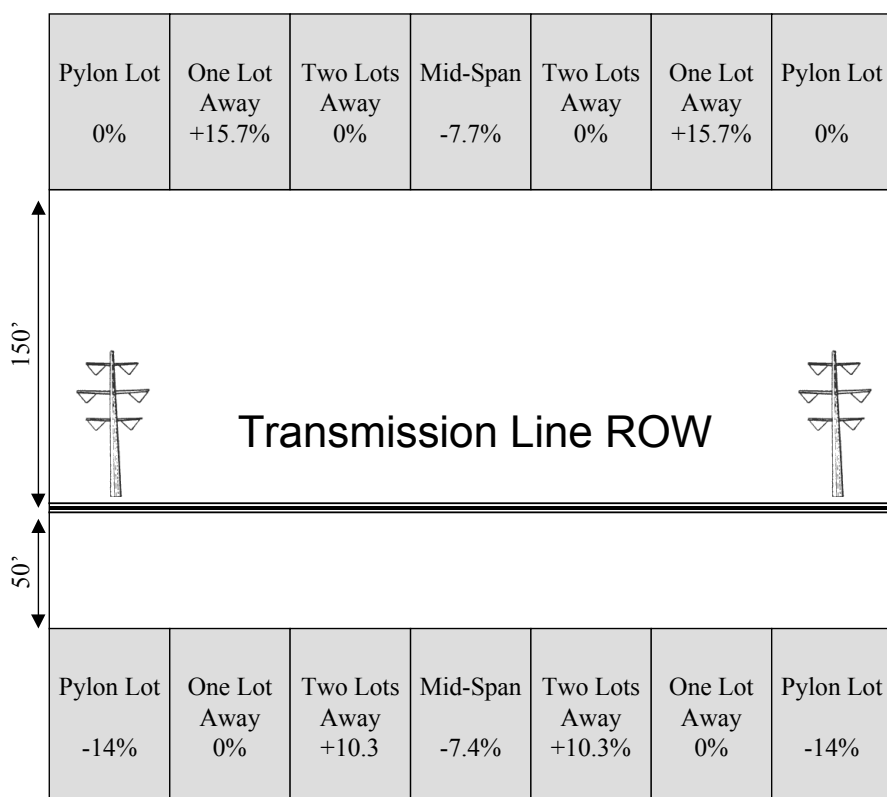 Pylon Lot
0%
One Lot
Away
+15.7%
Two Lots
Away
0%
Mid-Span
-7.7%
Two Lots
Away
0%
One Lot
Away
+15.7%
Pylon Lot
0%
150’
Transmission Line ROW
50’
Pylon Lot
-14%
One Lot
Away
0%
Two Lots
Away
+10.3
Mid-Span
-7.4%
Two Lots
Away
+10.3%
One Lot
Away
0%
Pylon Lot
-14%